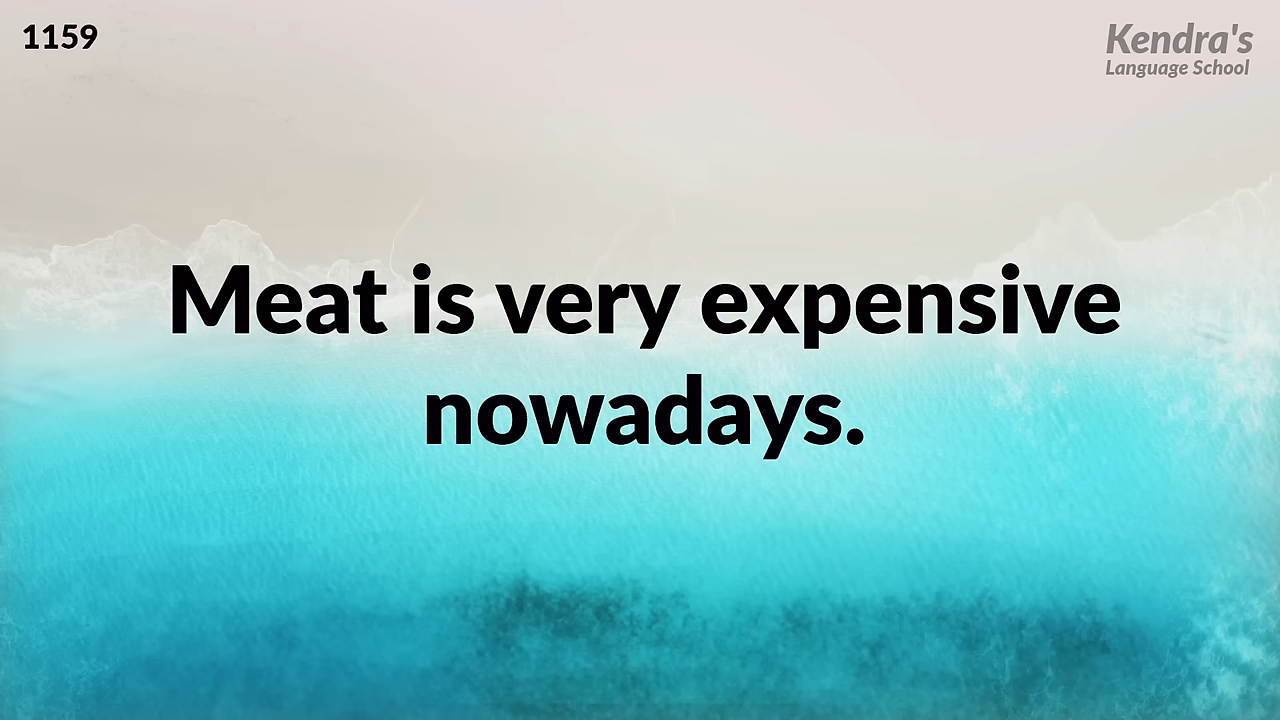 1159
Kendra's
Language School
Meat is very expensive
nowadays.